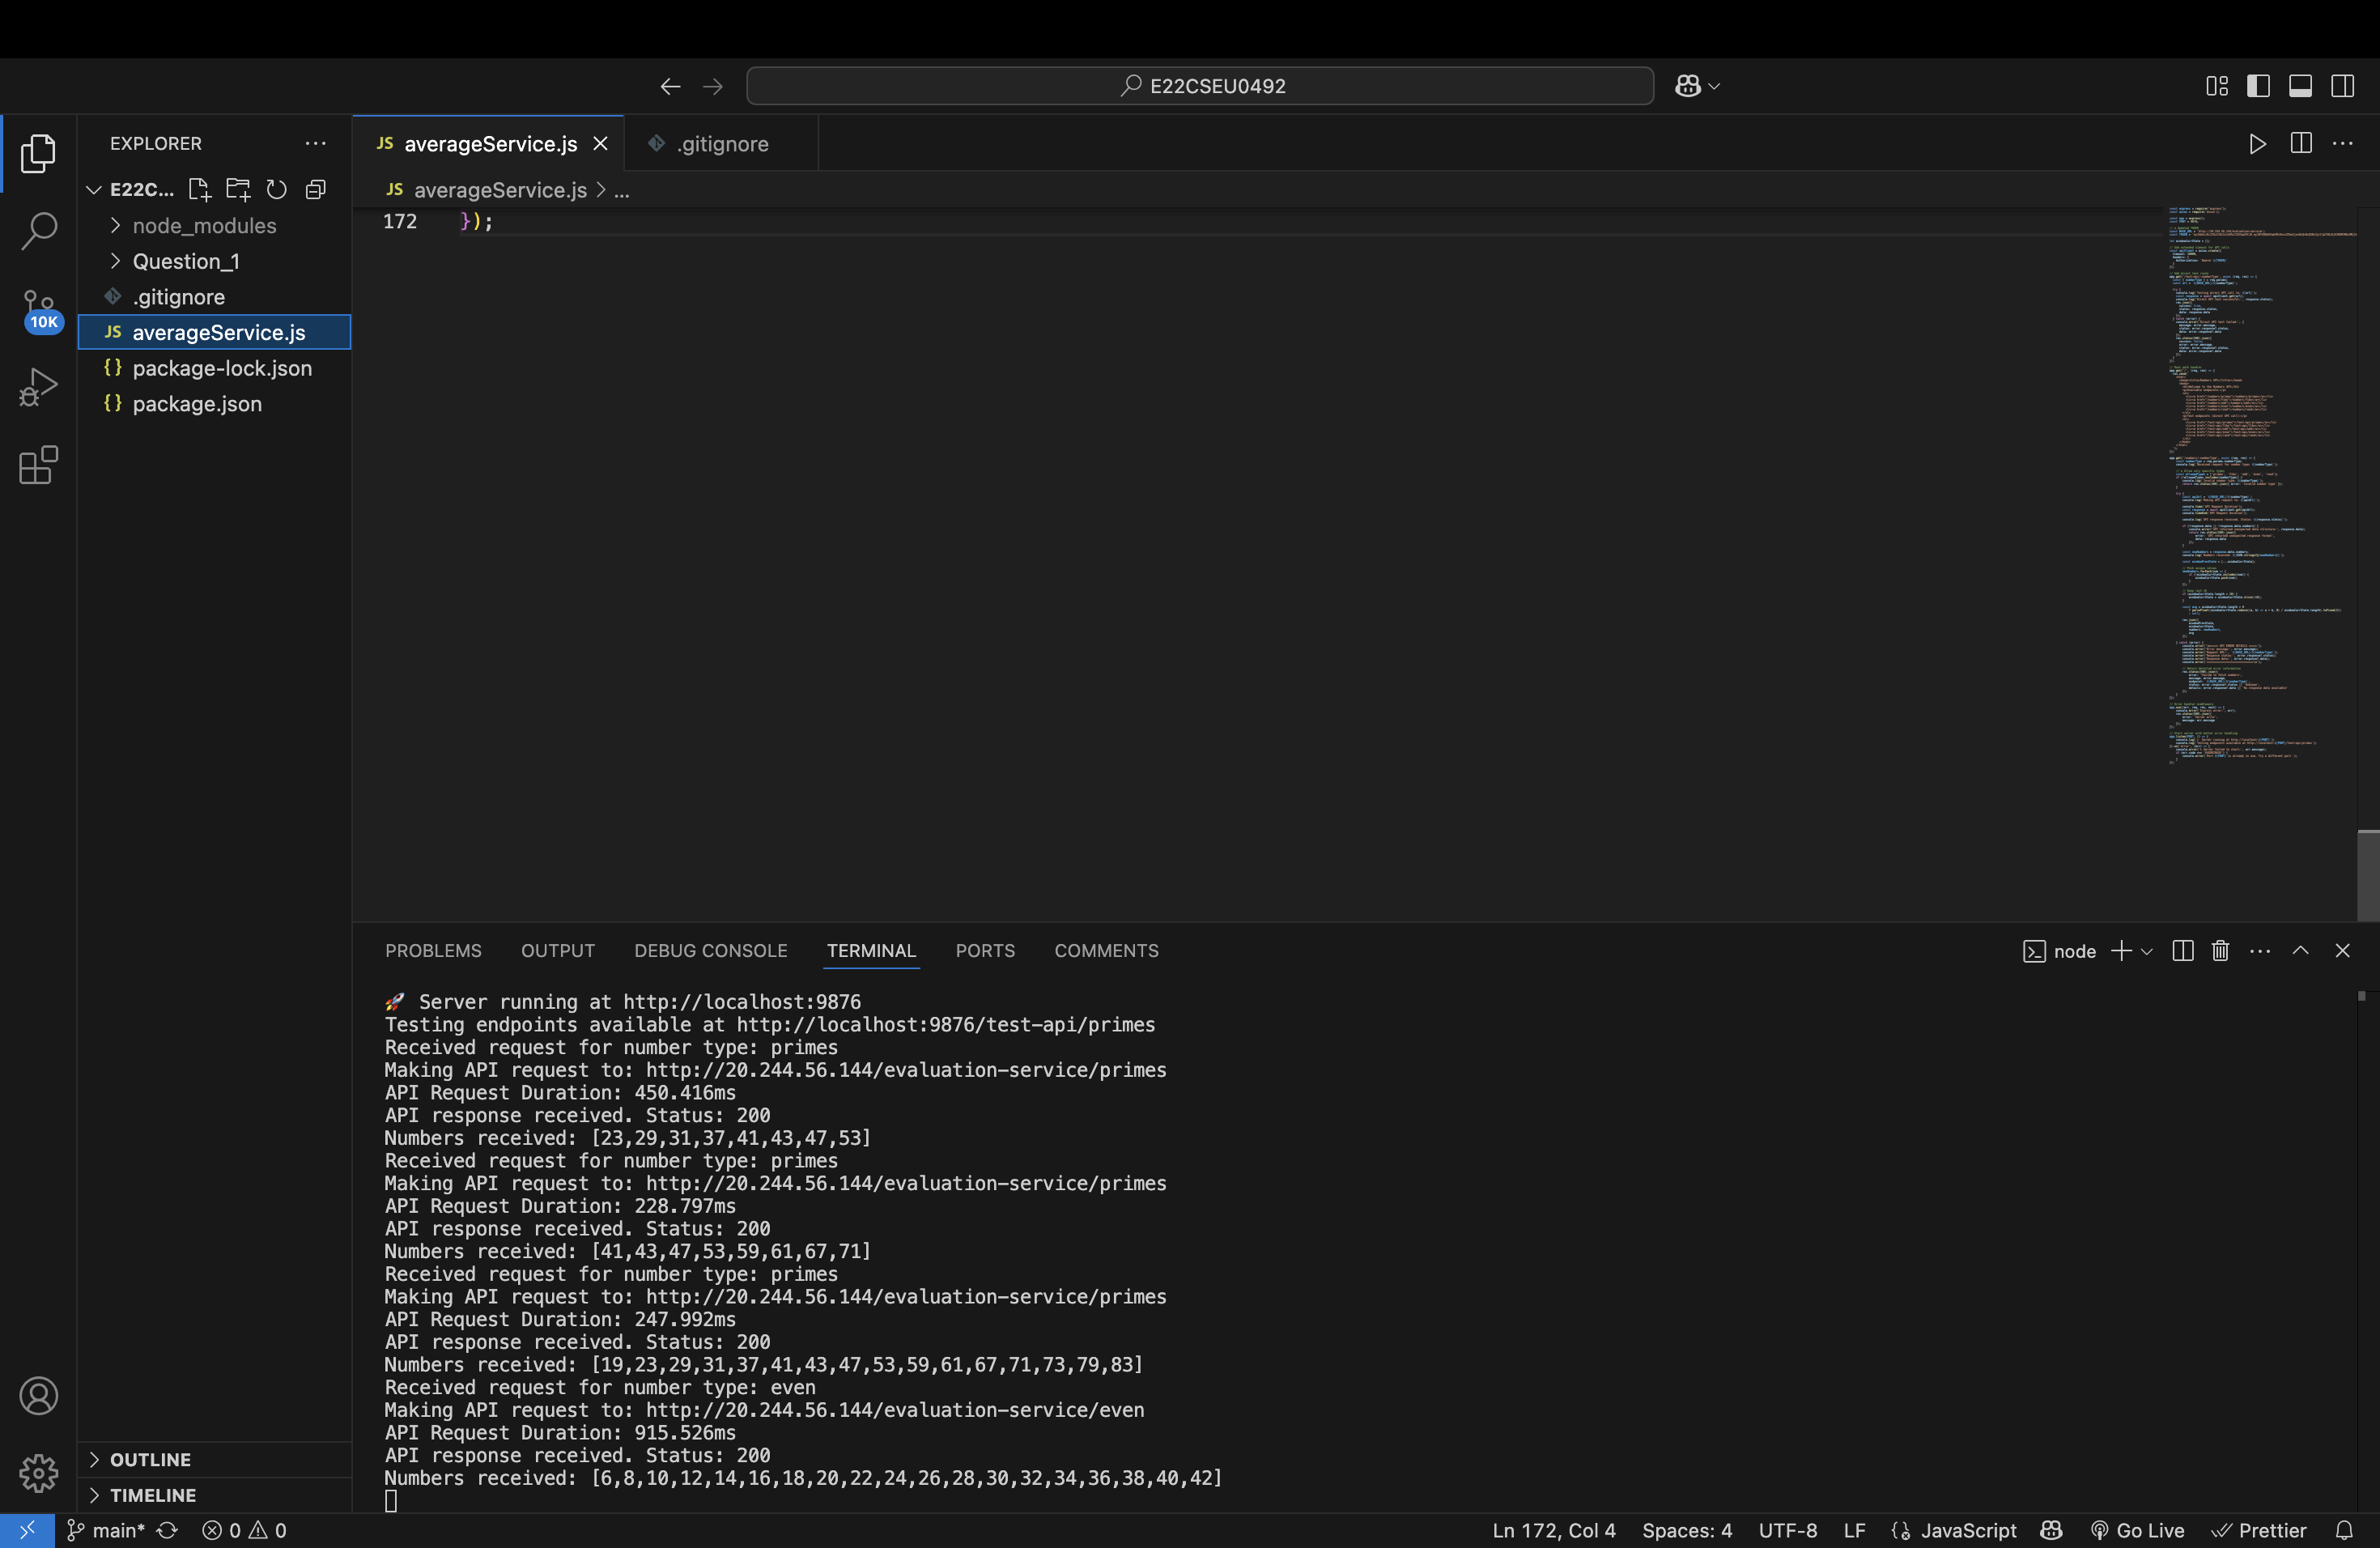 E22CSEU0492
EXPLORER
E22C...
node_modules
Question_1
.gitignore
JS averageService.js
{} package-lock.json
{} package.json
10K
OUTLINE
TIMELINE
JS averageService.js
.gitignore
JS averageService.js > ...
172 });
PROBLEMS OUTPUT DEBUG CONSOLE TERMINAL PORTS COMMENTS
node
🚀 Server running at http://localhost:9876
Testing endpoints available at http://localhost:9876/test-api/primes
Received request for number type: primes
Making API request to: http://20.244.56.144/evaluation-service/primes
API Request Duration: 450.416ms
API response received. Status: 200
Numbers received: [23,29,31,37,41,43,47,53]
Received request for number type: primes
Making API request to: http://20.244.56.144/evaluation-service/primes
API Request Duration: 228.797ms
API response received. Status: 200
Numbers received: [41,43,47,53,59,61,67,71]
Received request for number type: primes
Making API request to: http://20.244.56.144/evaluation-service/primes
API Request Duration: 247.992ms
API response received. Status: 200
Numbers received: [19,23,29,31,37,41,43,47,53,59,61,67,71,73,79,83]
Received request for number type: even
Making API request to: http://20.244.56.144/evaluation-service/even
API Request Duration: 915.526ms
API response received. Status: 200
Numbers received: [6,8,10,12,14,16,18,20,22,24,26,28,30,32,34,36,38,40,42]
main* 0 0
Ln 172, Col 4 Spaces: 4 UTF-8 LF JavaScript Go Live Prettier